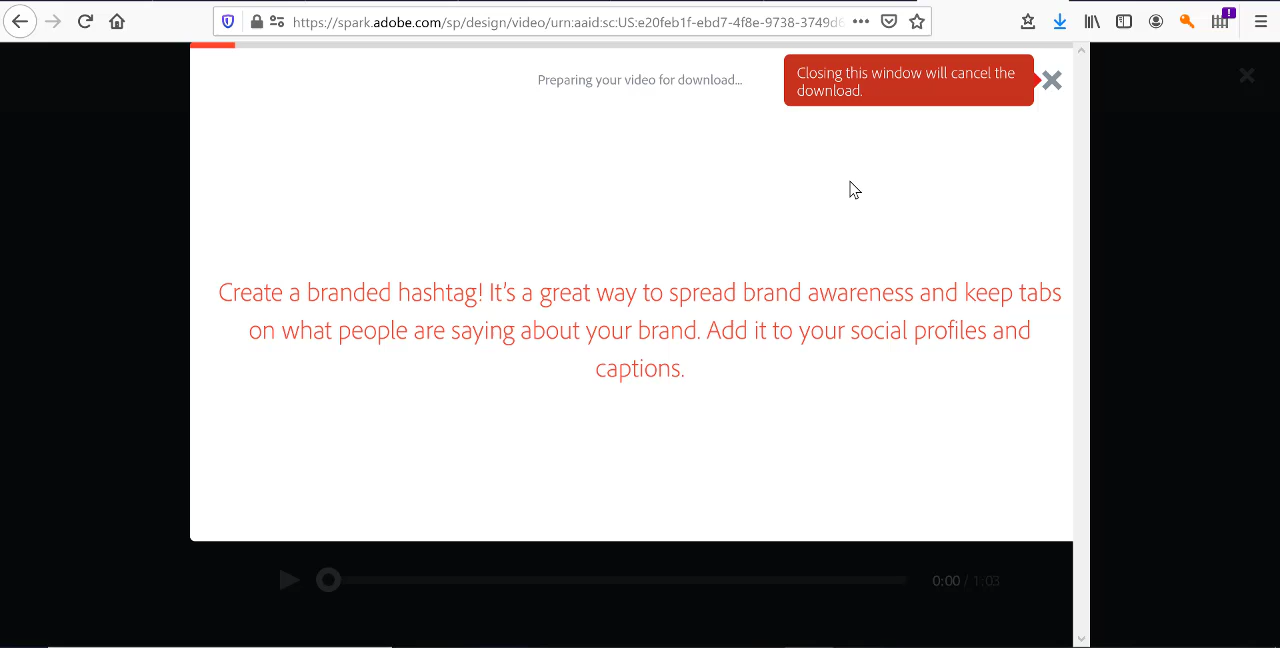 https://spark.adobe.com/sp/design/video/urn:aaid:sc:US:e20feb1f-ebd7-4f8e-9738-3749d6
Preparing your video for download...
Closing this window will cancel the
download.
Create a branded hashtag! It's a great way to spread brand awareness and keep tabs
on what people are saying about your brand. Add it to your social profiles and
captions.
0:00 / 1:03